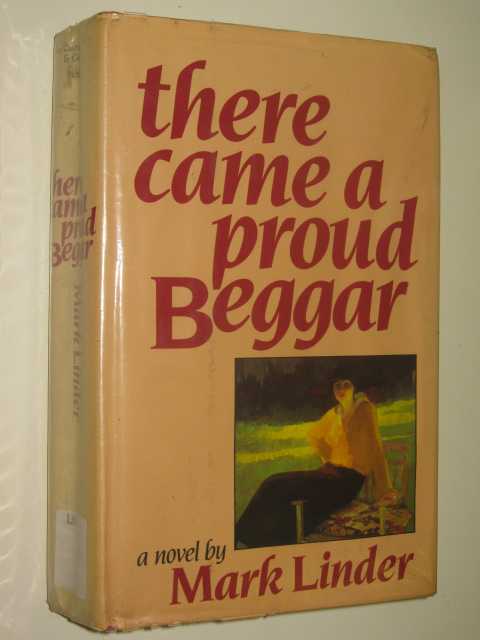 there
came a
proud
Beggar
a novel by
Mark Linder
there
came a
proud
Beggar
Mark Linder